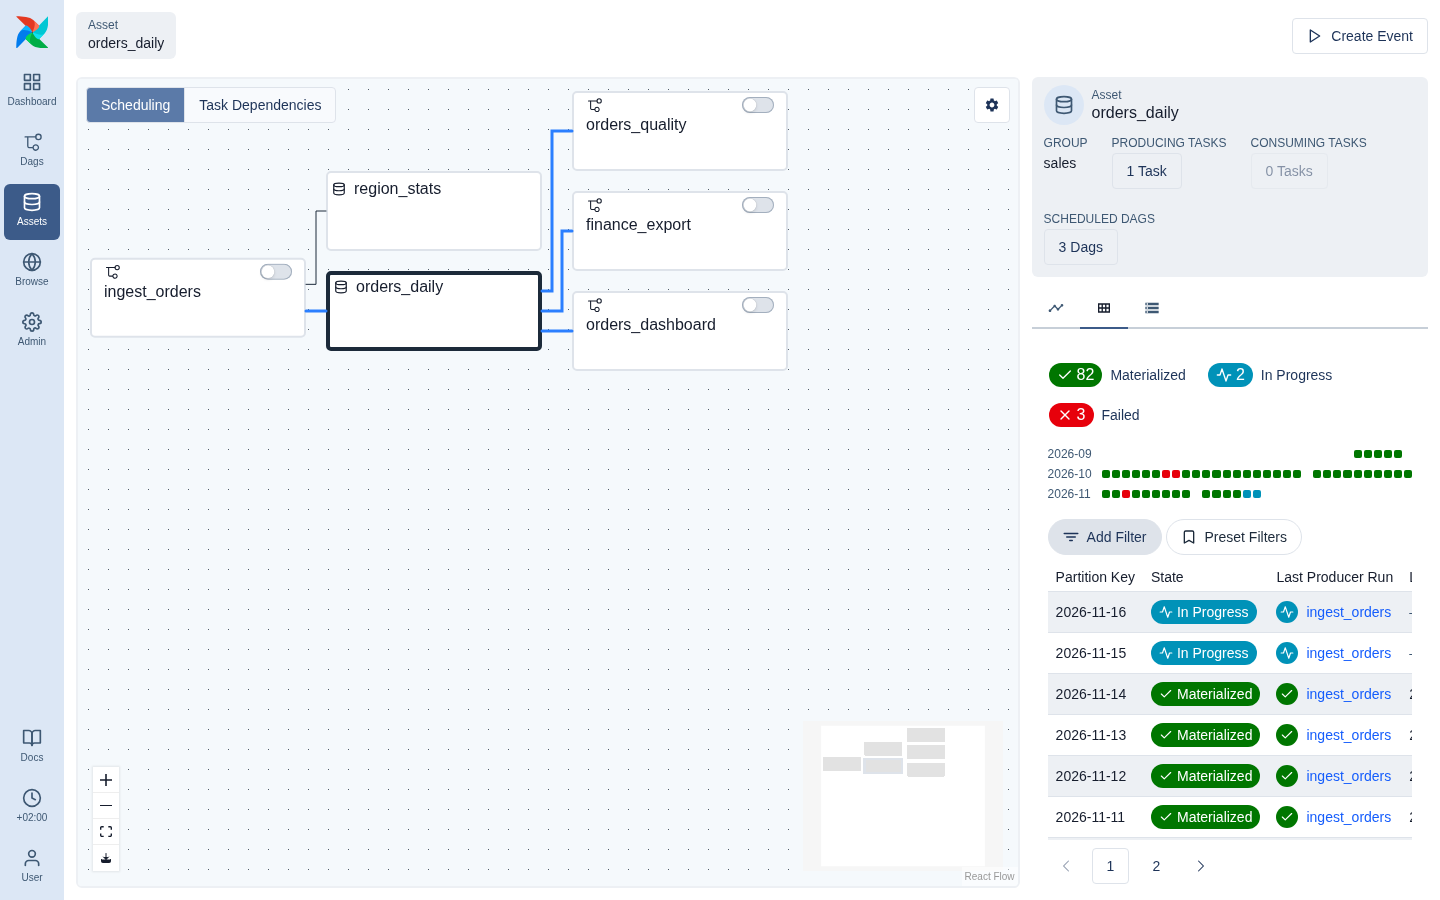 Asset
orders_daily
Create Event
Dashboard
Dags
Assets
Browse
Admin
Docs
+02:00
User
Scheduling
Task Dependencies
orders_quality
region_stats
finance_export
ingest_orders
orders_daily
orders_dashboard
React Flow
Asset
orders_daily
GROUP
PRODUCING TASKS
CONSUMING TASKS
sales
1 Task
0 Tasks
SCHEDULED DAGS
3 Dags
82 Materialized
2 In Progress
3 Failed
2026-09
2026-10
2026-11
Add Filter
Preset Filters
Partition Key State Last Producer Run
2026-11-16 In Progress ingest_orders
2026-11-15 In Progress ingest_orders
2026-11-14 Materialized ingest_orders
2026-11-13 Materialized ingest_orders
2026-11-12 Materialized ingest_orders
2026-11-11 Materialized ingest_orders
1 2